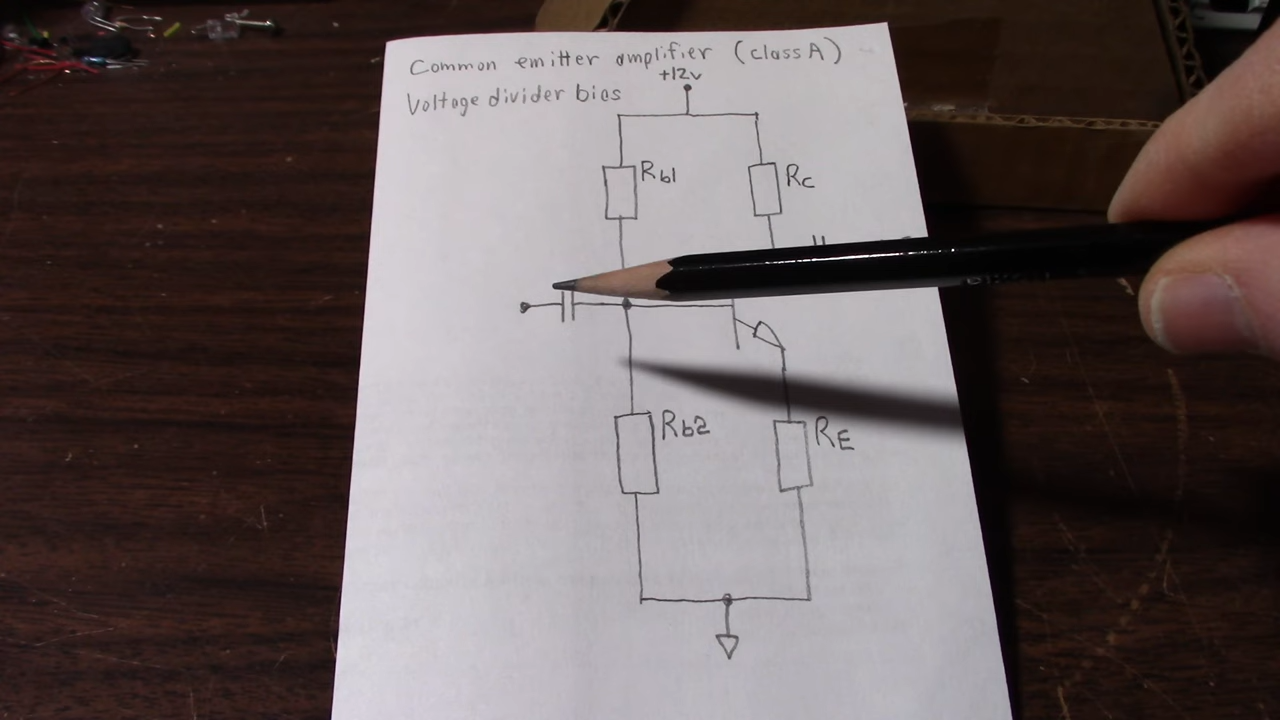 Common emitter amplifier (class A)
+12v
Voltage divider bias
Rb1
Rc
Rb2
RE